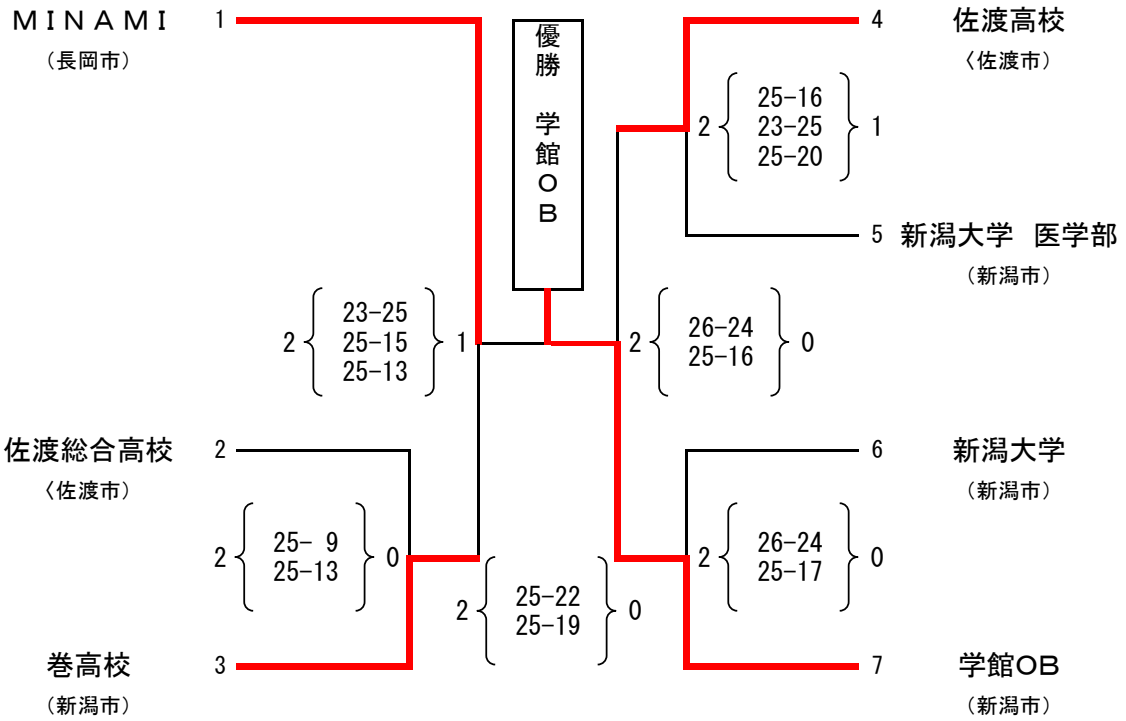 ＭＩＮＡＭＩ 1
（長岡市）
優勝　学館ＯＢ
4 佐渡高校
〈佐渡市）
2 25-16 1
23-25
25-20
5 新潟大学　医学部
（新潟市）
2 23-25 1
25-15
25-13
2 26-24 0
25-16
佐渡総合高校 2
〈佐渡市）
6 新潟大学
（新潟市）
2 25- 9 0
25-13
2 26-24 0
25-17
2 25-22 0
25-19
巻高校 3
（新潟市）
7 学館OB
（新潟市）